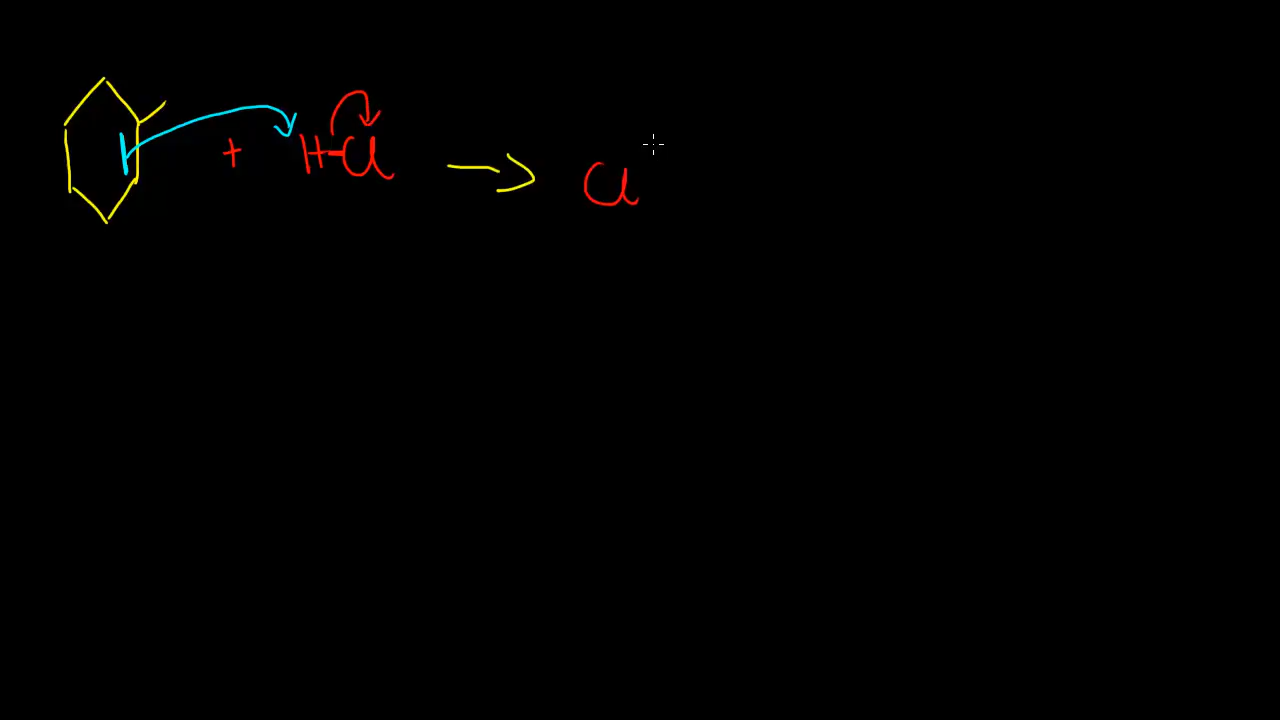 + H-Cl → Cl